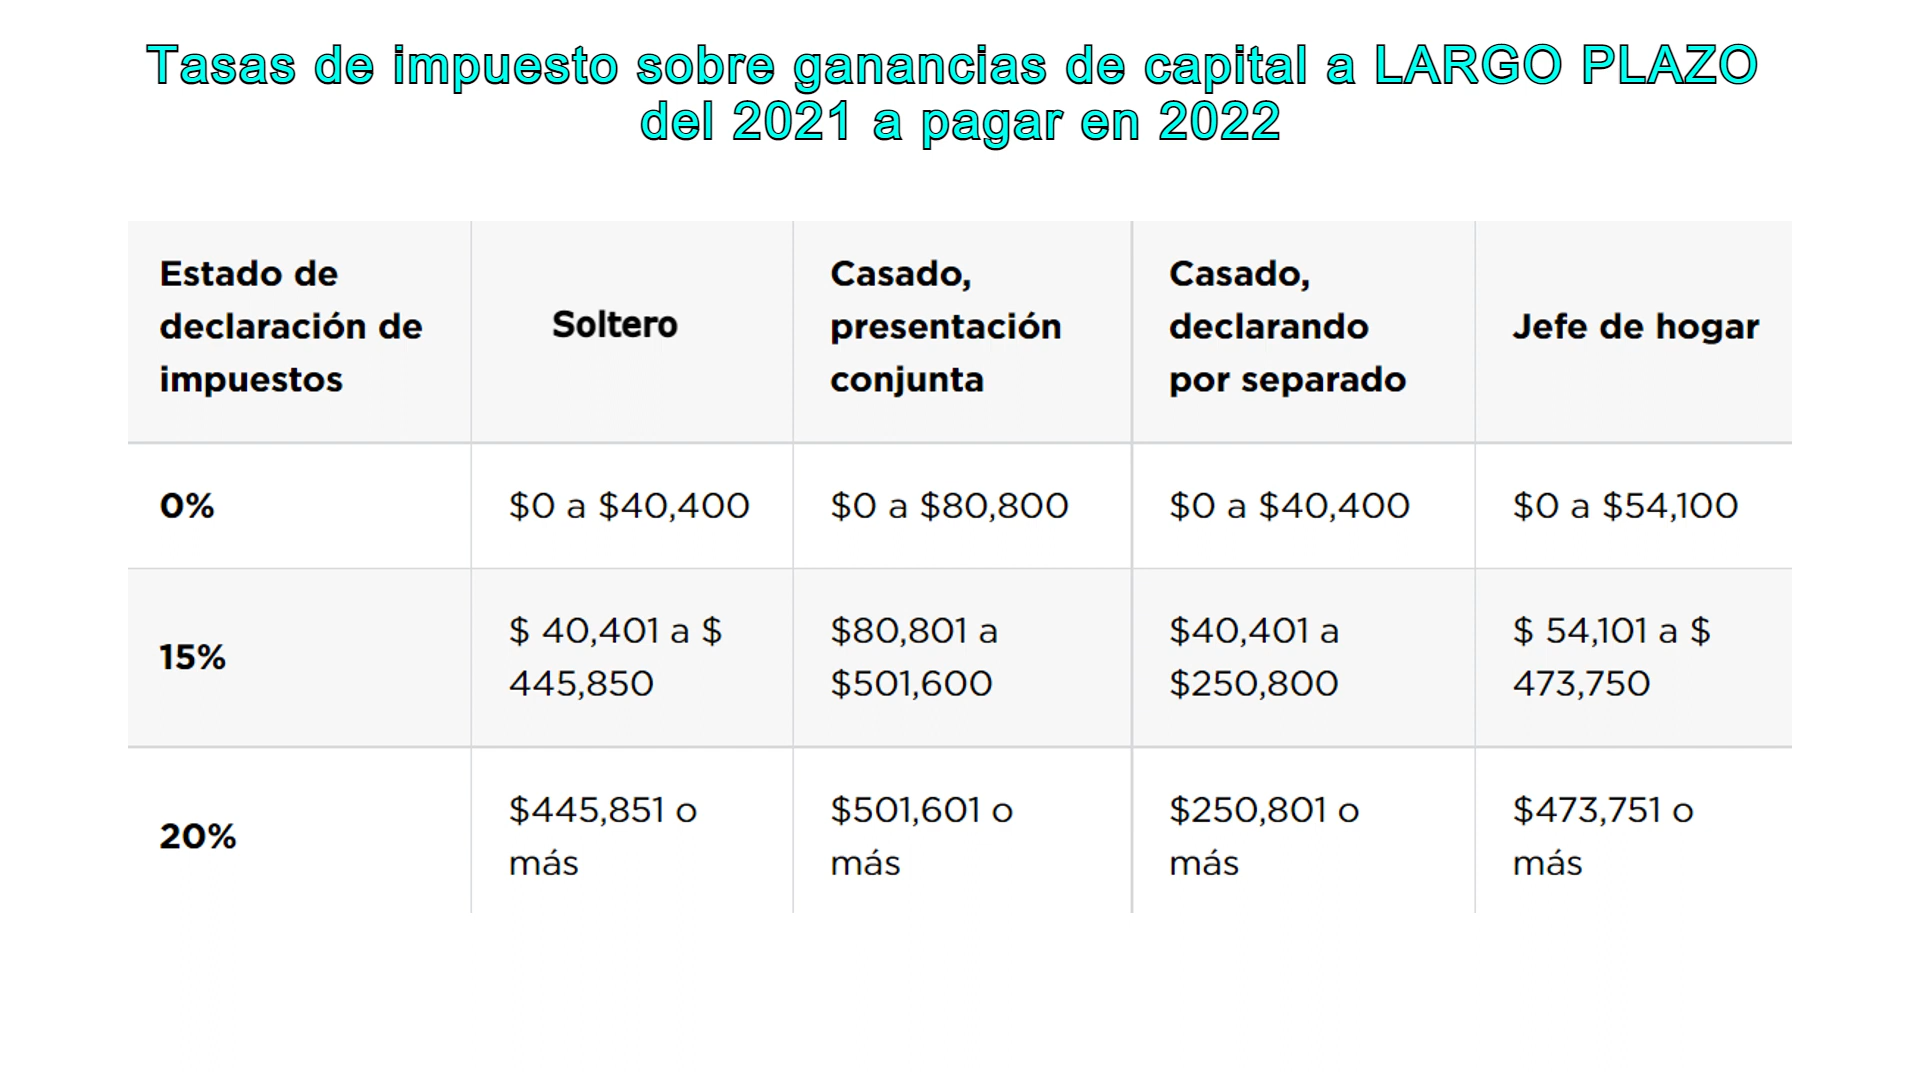 Tasas de impuesto sobre ganancias de capital a LARGO PLAZO
del 2021 a pagar en 2022
Estado de
declaración de
impuestos
Soltero
Casado,
presentación
conjunta
Casado,
declarando
por separado
Jefe de hogar
0%
$0 a $40,400
$0 a $80,800
$0 a $40,400
$0 a $54,100
15%
$ 40,401 a $
445,850
$80,801 a
$501,600
$40,401 a
$250,800
$ 54,101 a $
473,750
20%
$445,851 o
más
$501,601 o
más
$250,801 o
más
$473,751 o
más